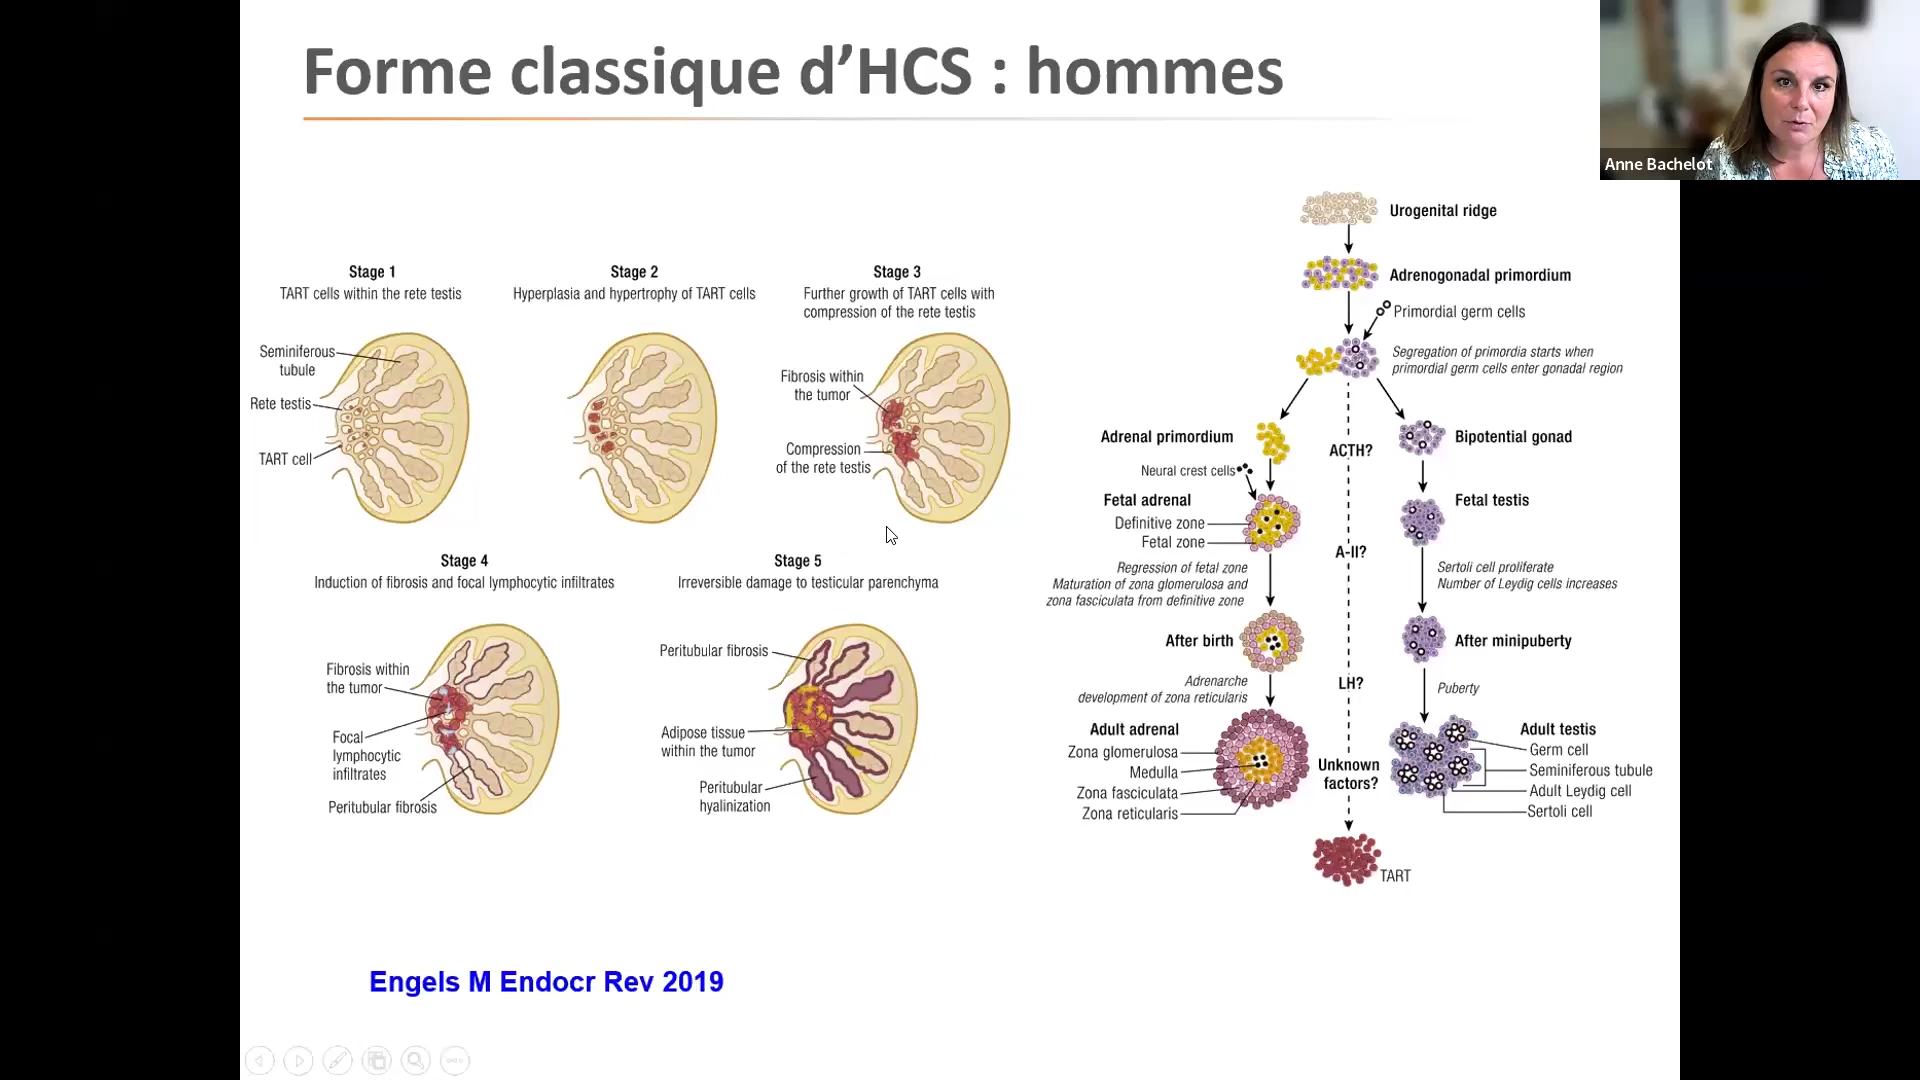 Forme classique d’HCS : hommes
Anne Bachelot
Stage 1
TART cells within the rete testis
Seminiferous
tubule
Rete testis
TART cell
Stage 2
Hyperplasia and hypertrophy of TART cells
Stage 3
Further growth of TART cells with
compression of the rete testis
Fibrosis within
the tumor
Compression
of the rete testis
Stage 4
Induction of fibrosis and focal lymphocytic infiltrates
Fibrosis within
the tumor
Focal
lymphocytic
infiltrates
Peritubular fibrosis
Stage 5
Irreversible damage to testicular parenchyma
Peritubular fibrosis
Adipose tissue
within the tumor
Peritubular
hyalinization
Urogenital ridge
Adrenogonadal primordium
Primordial germ cells
Segregation of primordia starts when
primordial germ cells enter gonadal region
Adrenal primordium
Neural crest cells
Fetal adrenal
Definitive zone
Fetal zone
Regression of fetal zone
Maturation of zona glomerulosa and
zona fasciculata from definitive zone
After birth
Adrenarche
development of zona reticularis
Adult adrenal
Zona glomerulosa
Medulla
Zona fasciculata
Zona reticularis
ACTH?
A-II?
LH?
Unknown
factors?
TART
Bipotential gonad
Fetal testis
Sertoli cell proliferate
Number of Leydig cells increases
After minipuberty
Puberty
Adult testis
Germ cell
Seminiferous tubule
Adult Leydig cell
Sertoli cell
Engels M Endocr Rev 2019